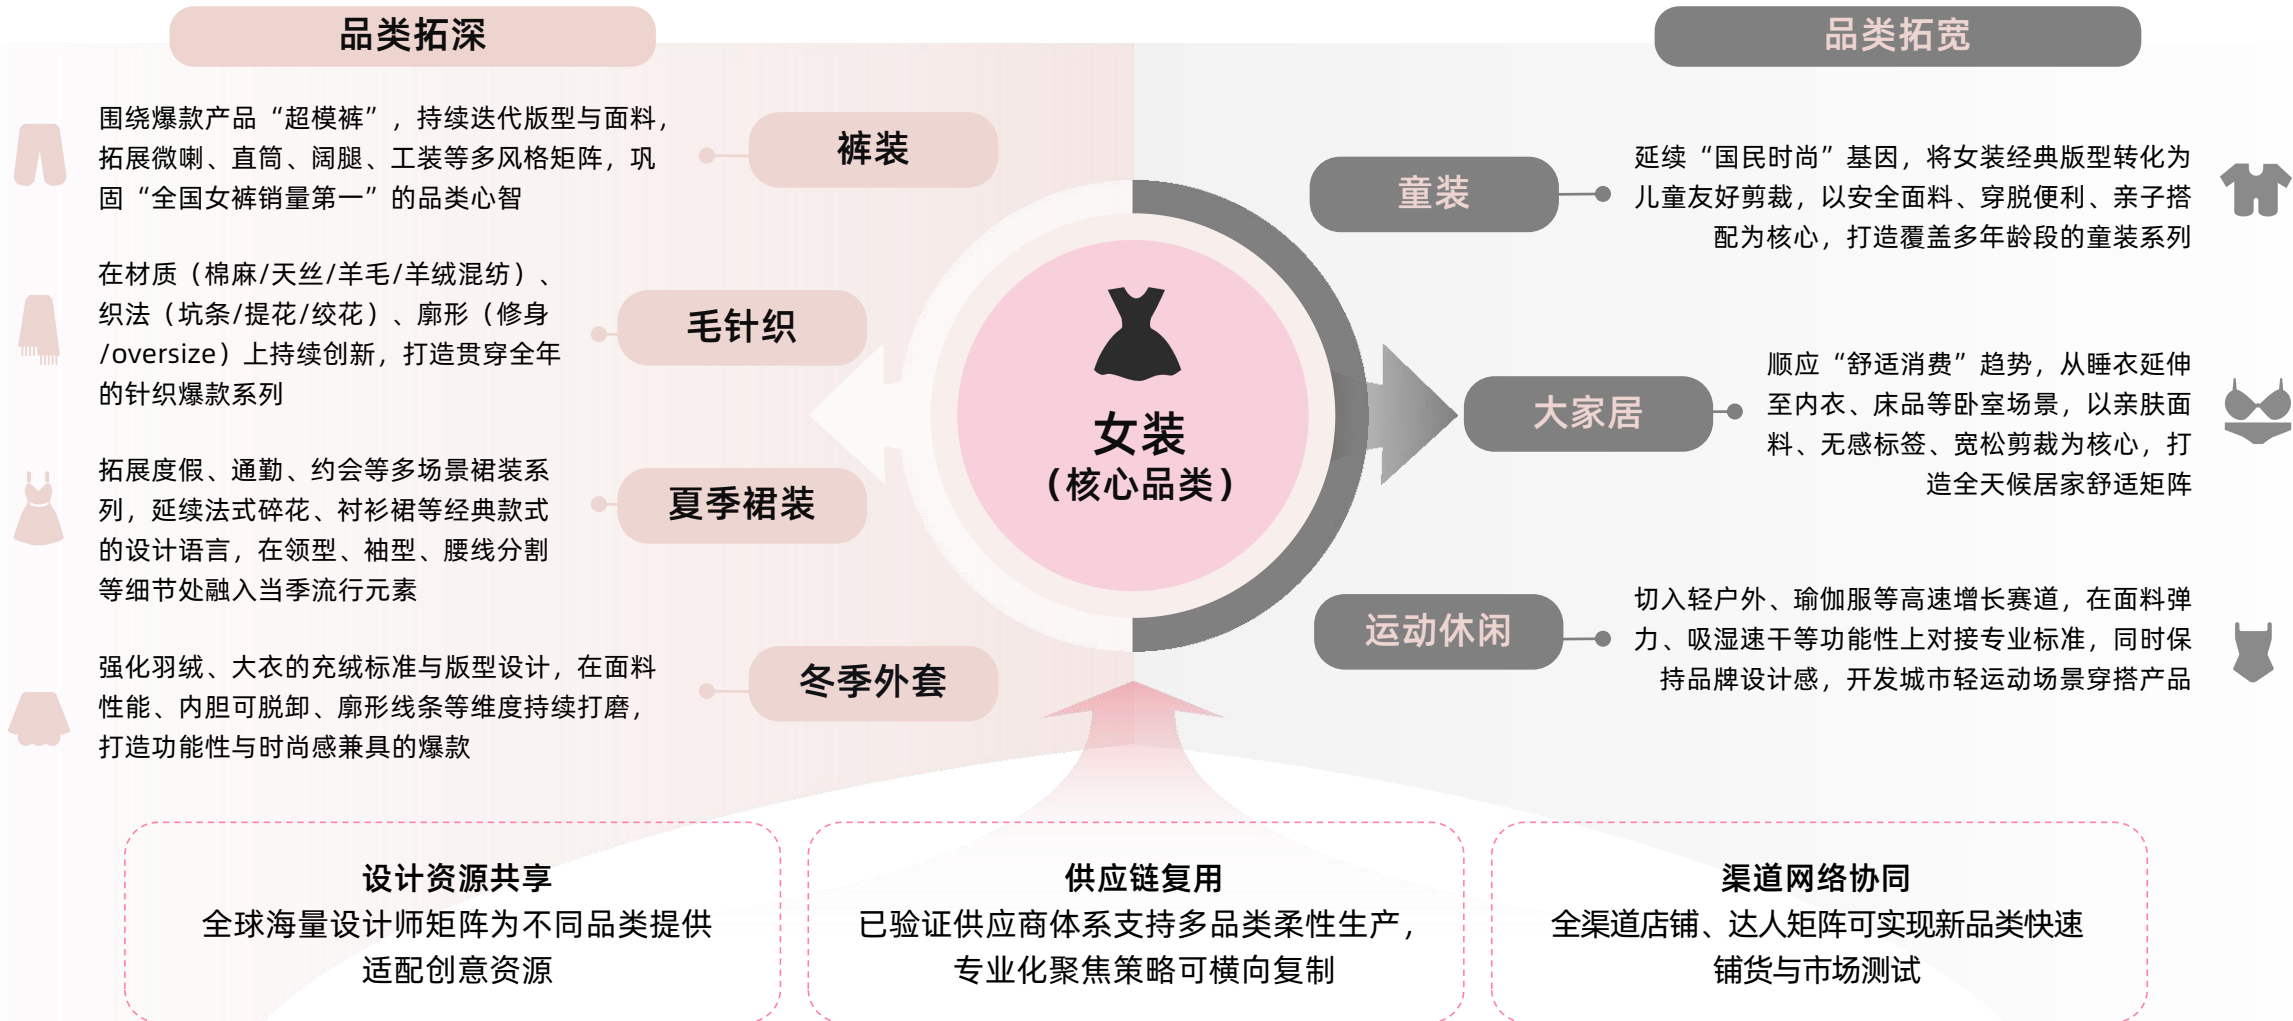 品类拓深
围绕爆款产品“超模裤”，持续迭代版型与面料，
拓展微喇、直筒、阔腿、工装等多风格矩阵，巩
固“全国女裤销量第一”的品类心智
裤装
在材质（棉麻/天丝/羊毛/羊绒混纺）、
织法（坑条/提花/绞花）、廓形（修身
/oversize）上持续创新，打造贯穿全年
的针织爆款系列
毛针织
拓展度假、通勤、约会等多场景裙装系
列，延续法式碎花、衬衫裙等经典款式
的设计语言，在领型、袖型、腰线分割
等细节处融入当季流行元素
夏季裙装
强化羽绒、大衣的充绒标准与版型设计，在面料
性能、内胆可脱卸、廓形线条等维度持续打磨，
打造功能性与时尚感兼具的爆款
冬季外套
女装
（核心品类）
品类拓宽
童装
延续“国民时尚”基因，将女装经典版型转化为
儿童友好剪裁，以安全面料、穿脱便利、亲子搭
配为核心，打造覆盖多年龄段的童装系列
大家居
顺应“舒适消费”趋势，从睡衣延伸
至内衣、床品等卧室场景，以亲肤面
料、无感标签、宽松剪裁为核心，打
造全天候居家舒适矩阵
运动休闲
切入轻户外、瑜伽服等高速增长赛道，在面料弹
力、吸湿速干等功能性上对接专业标准，同时保
持品牌设计感，开发城市轻运动场景穿搭产品
设计资源共享
全球海量设计师矩阵为不同品类提供
适配创意资源
供应链复用
已验证供应商体系支持多品类柔性生产，
专业化聚焦策略可横向复制
渠道网络协同
全渠道店铺、达人矩阵可实现新品类快速
铺货与市场测试